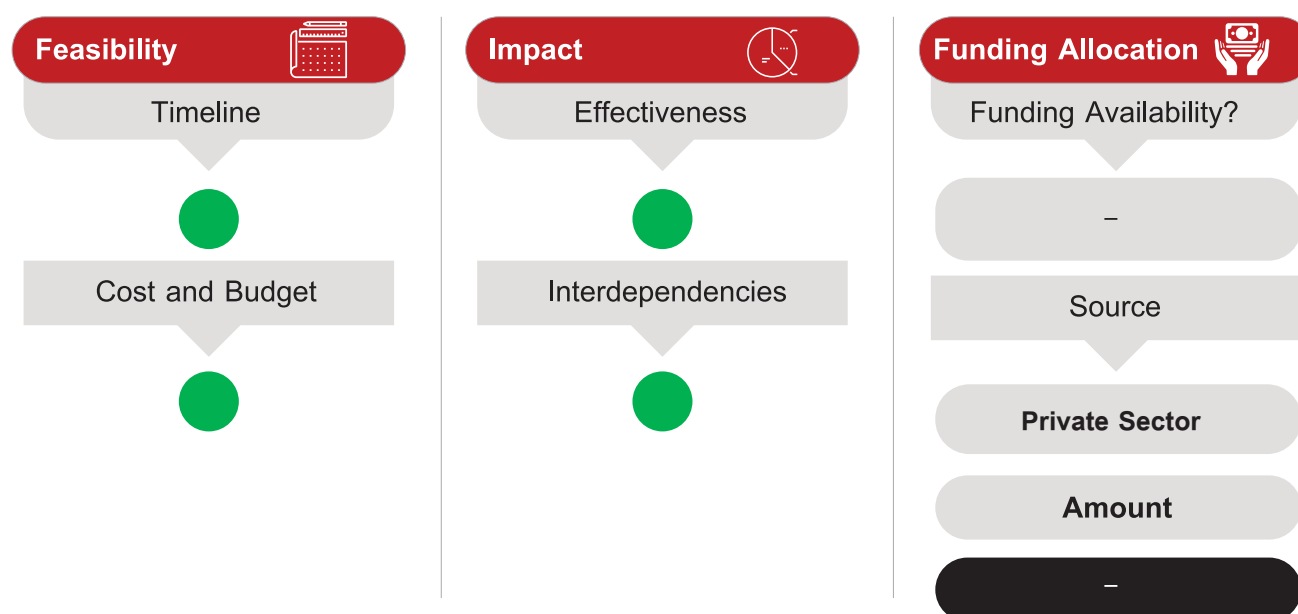 Feasibility
Timeline
Cost and Budget
Impact
Effectiveness
Interdependencies
Funding Allocation
Funding Availability?
–
Source
Private Sector
Amount
–